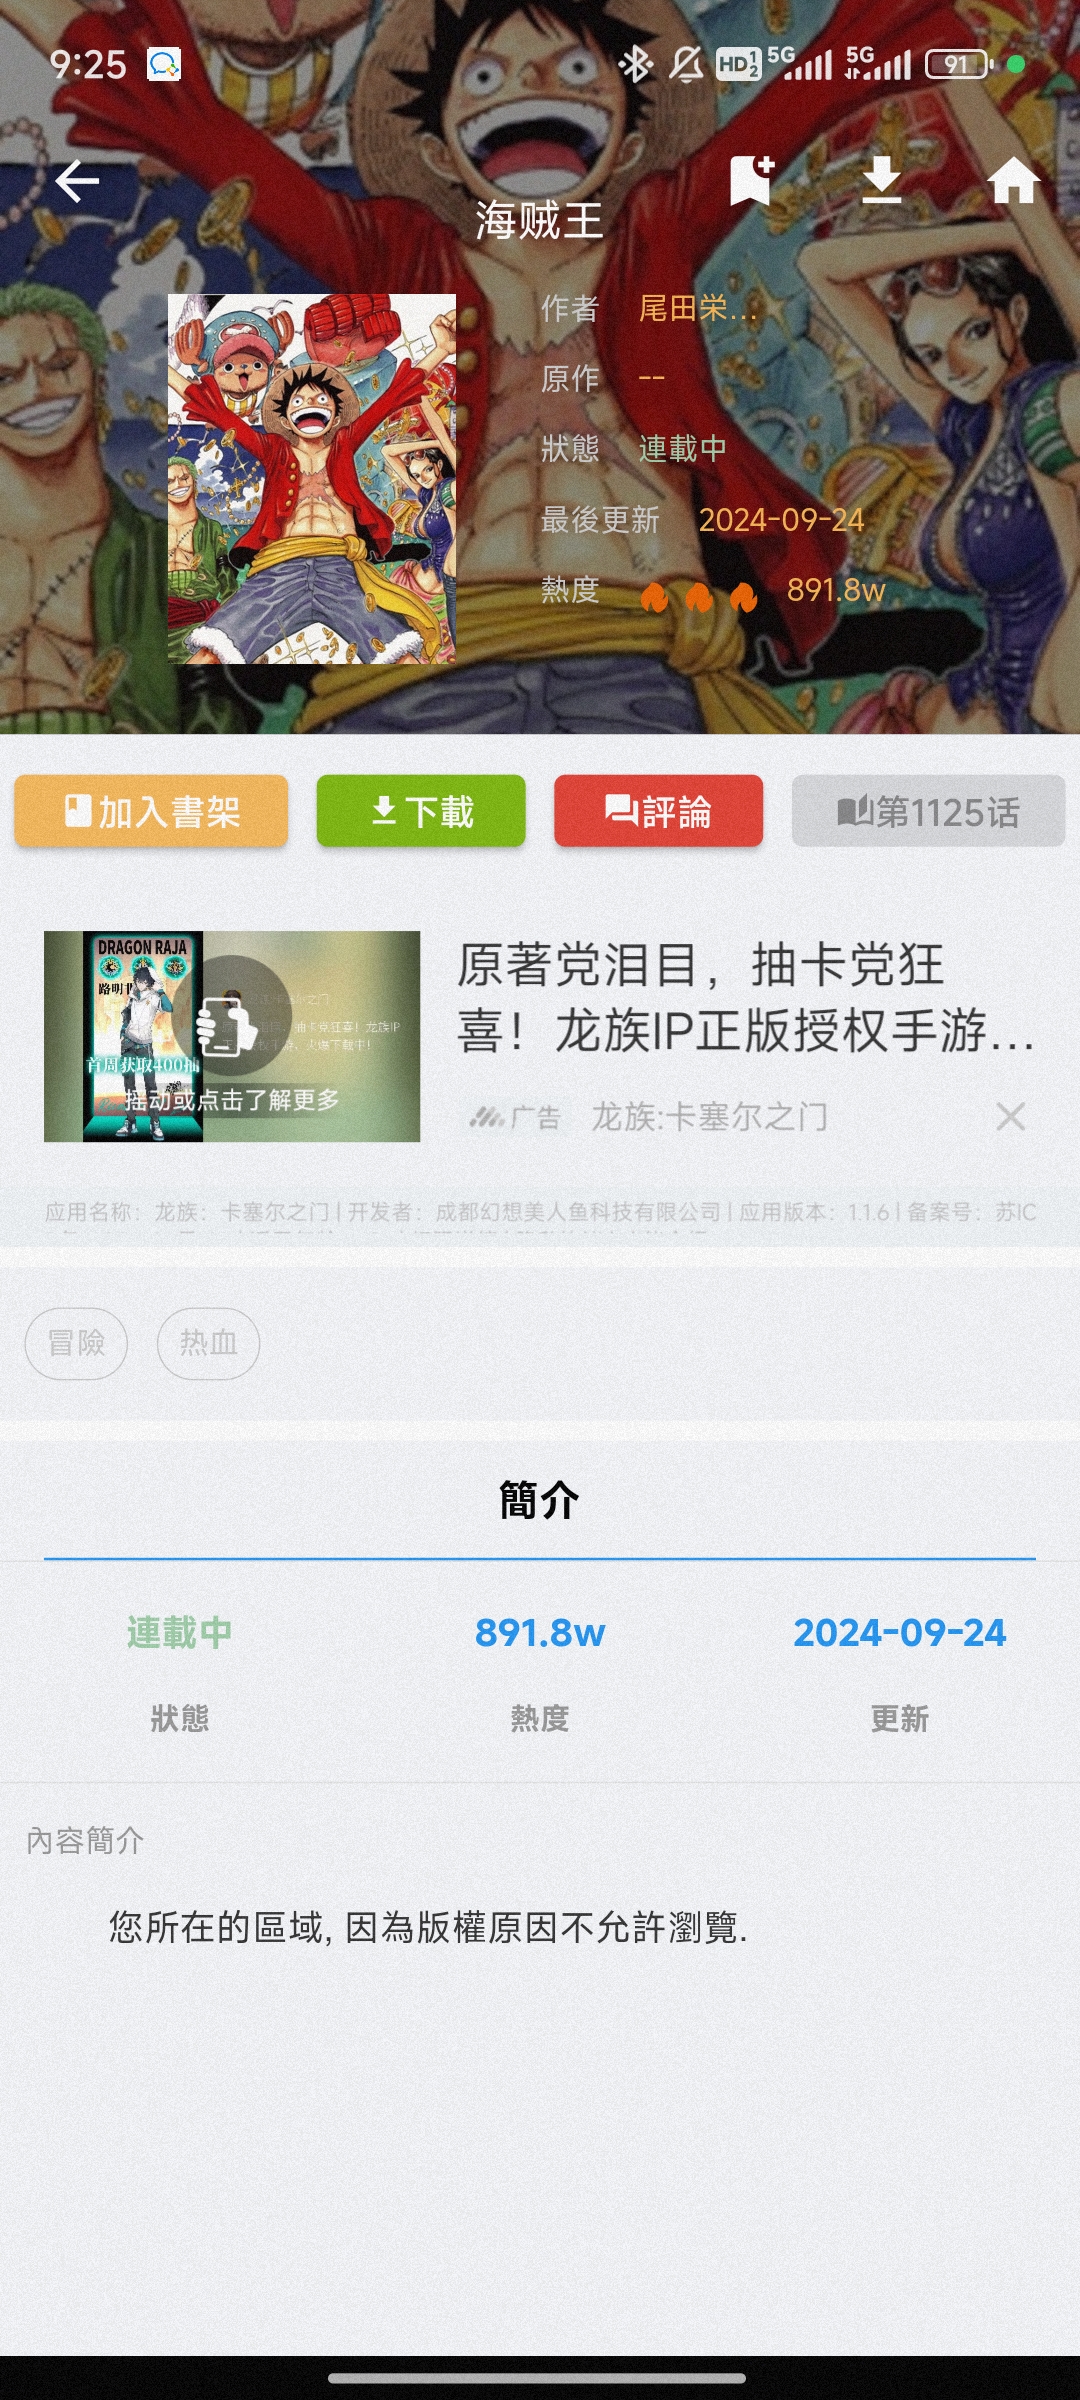 9:25
HD 1 2 5G 5G 91
海贼王
作者 尾田栄...
原作 --
狀態 連載中
最後更新 2024-09-24
熱度 891.8w
加入書架 下載 評論 第1125话
DRAGON RAJA
首周获取400抽
摇动或点击了解更多
原著党泪目，抽卡党狂
喜！龙族IP正版授权手游...
广告 龙族:卡塞尔之门
应用名称：龙族：卡塞尔之门 | 开发者：成都幻想美人鱼科技有限公司 | 应用版本：1.1.6 | 备案号：苏IC
冒險 热血
簡介
連載中 891.8w 2024-09-24
狀態 熱度 更新
內容簡介
您所在的區域, 因為版權原因不允許瀏覽.